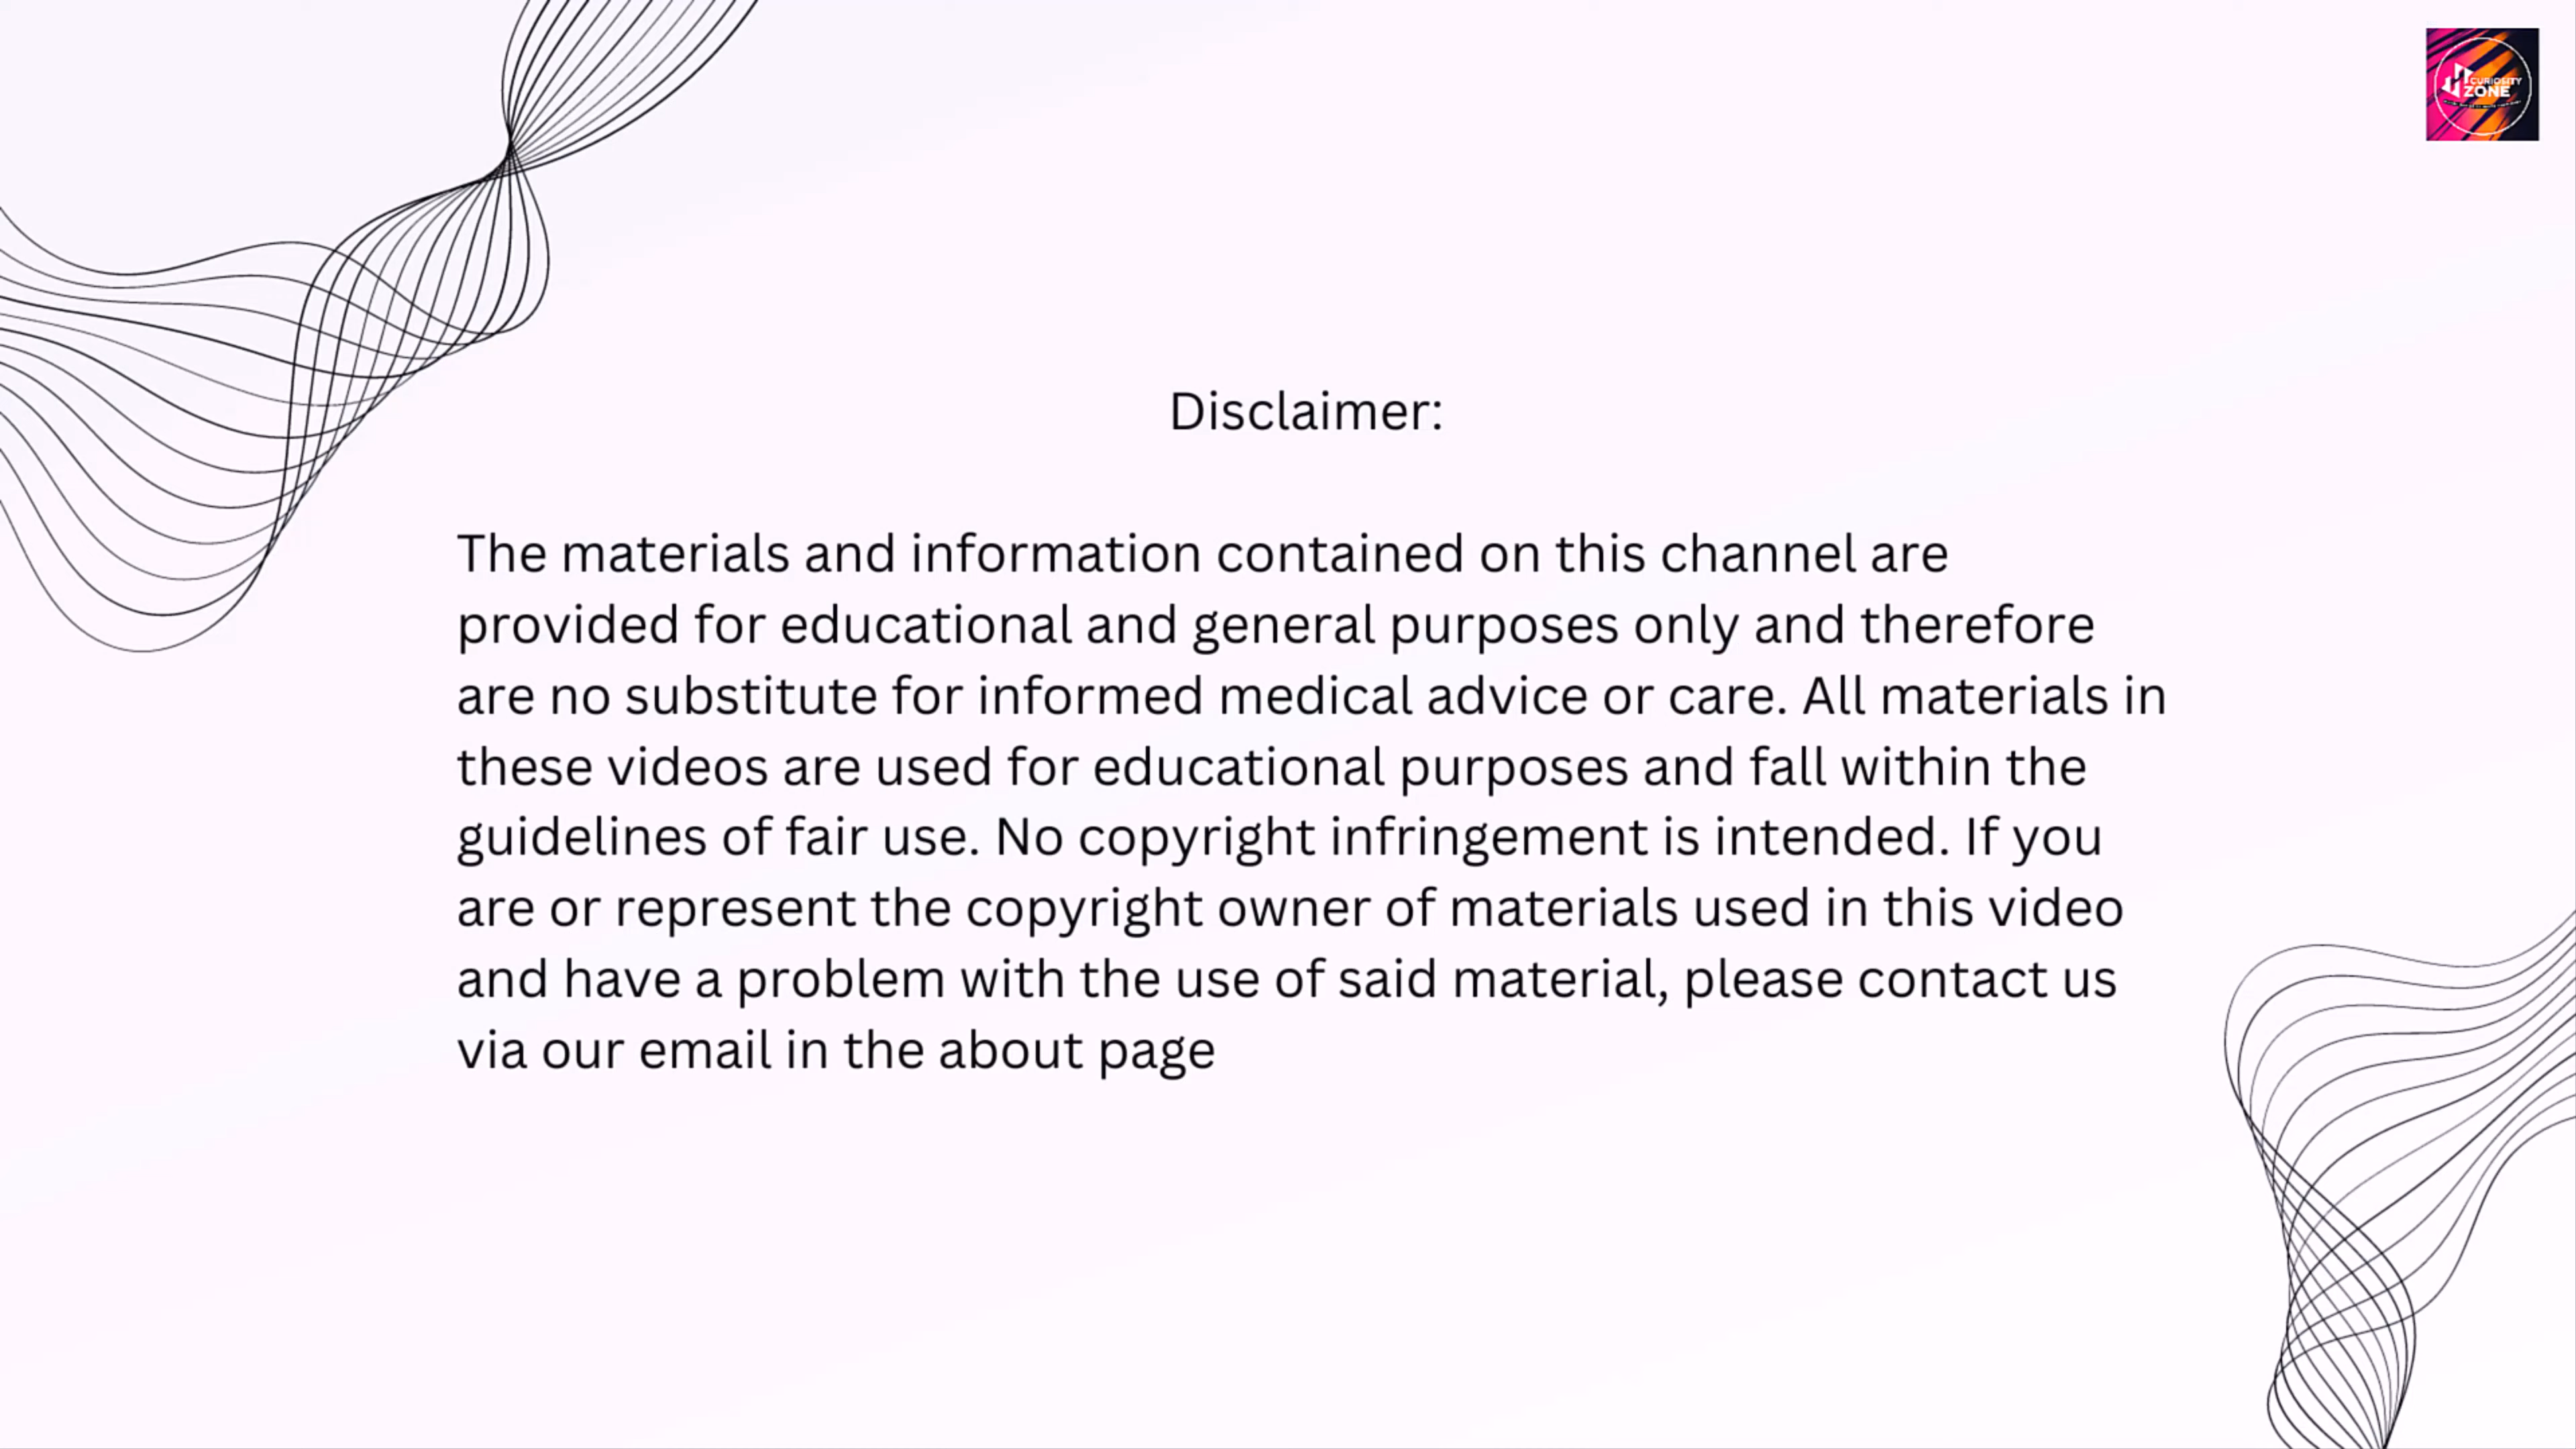 CURIOSITY
ZONE
Disclaimer:
The materials and information contained on this channel are
provided for educational and general purposes only and therefore
are no substitute for informed medical advice or care. All materials in
these videos are used for educational purposes and fall within the
guidelines of fair use. No copyright infringement is intended. If you
are or represent the copyright owner of materials used in this video
and have a problem with the use of said material, please contact us
via our email in the about page